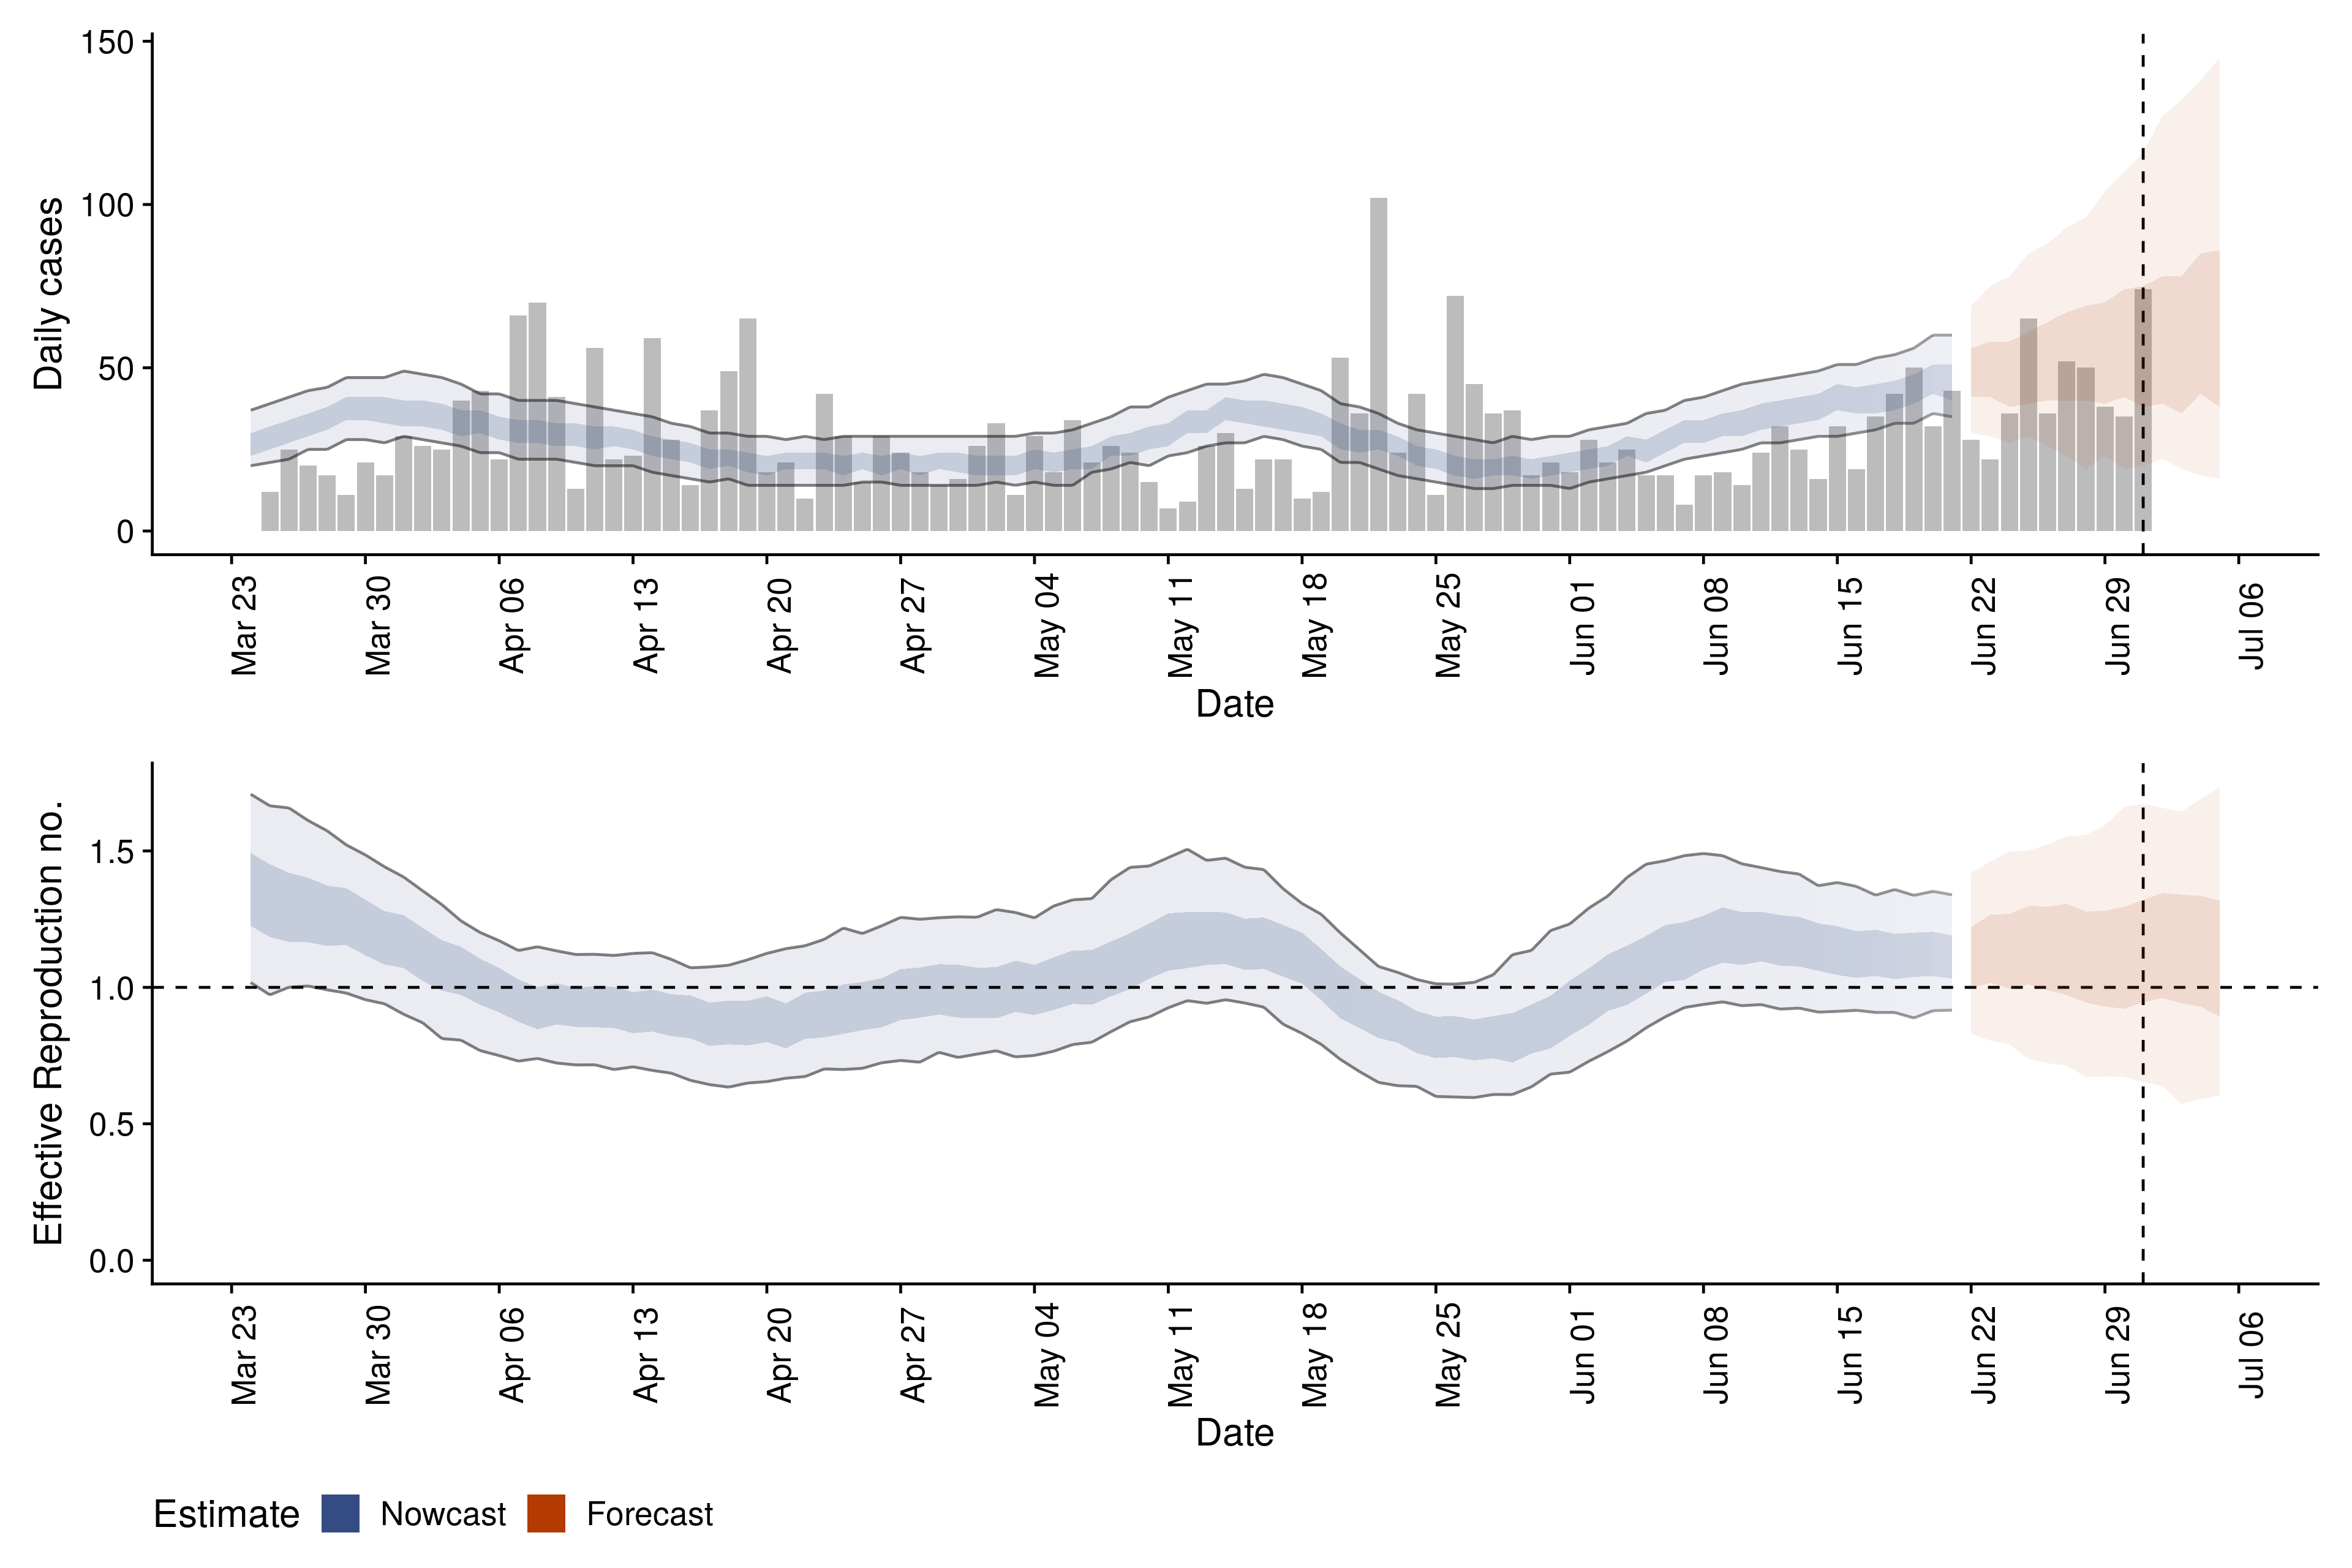 150
100
50
0
Daily cases
Mar 23
Mar 30
Apr 06
Apr 13
Apr 20
Apr 27
May 04
May 11
May 18
May 25
Jun 01
Jun 08
Jun 15
Jun 22
Jun 29
Jul 06
Date
1.5
1.0
0.5
0.0
Effective Reproduction no.
Mar 23
Mar 30
Apr 06
Apr 13
Apr 20
Apr 27
May 04
May 11
May 18
May 25
Jun 01
Jun 08
Jun 15
Jun 22
Jun 29
Jul 06
Date
Estimate Nowcast Forecast